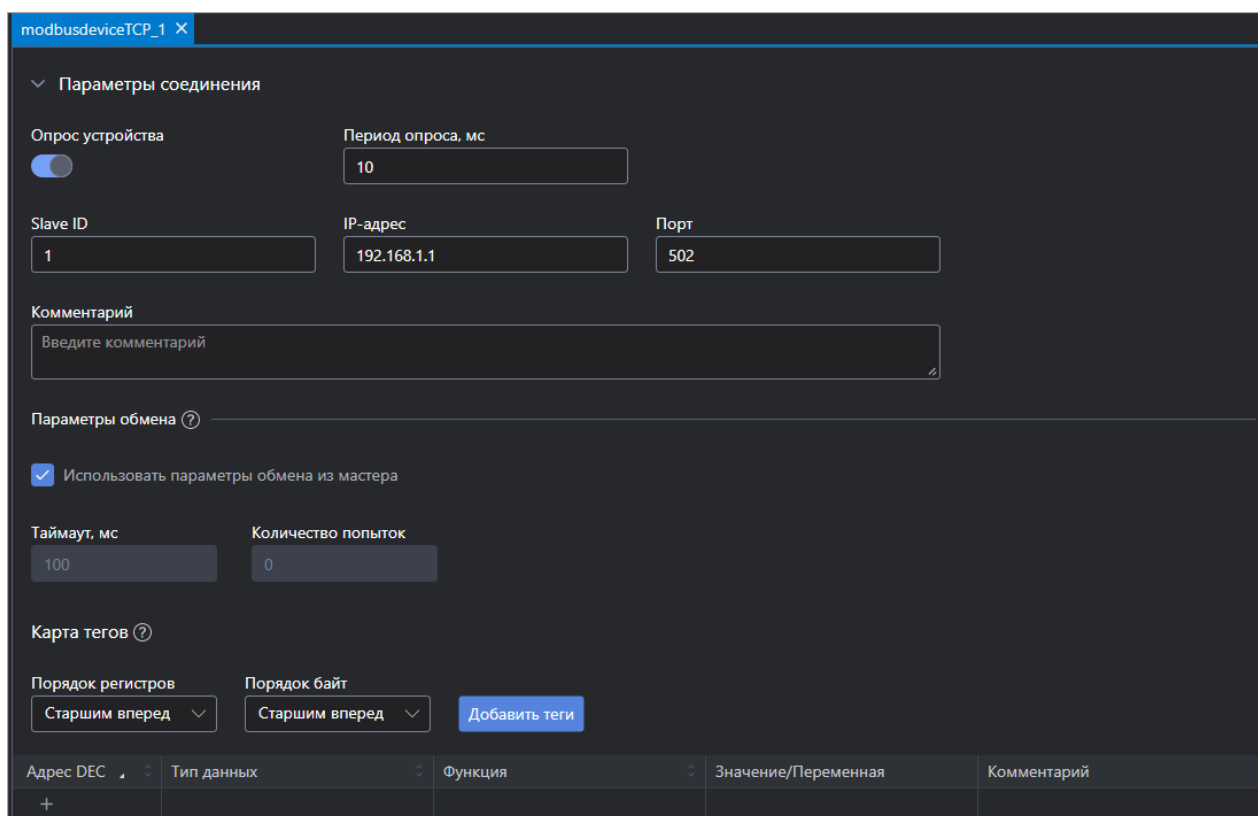 modbusdeviceTCP_1
Параметры соединения
Опрос устройства Период опроса, мс
10
Slave ID IP-адрес Порт
1 192.168.1.1 502
Комментарий
Введите комментарий
Параметры обмена
Использовать параметры обмена из мастера
Таймаут, мс Количество попыток
100 0
Карта тегов
Порядок регистров Порядок байт
Старшим вперед Старшим вперед Добавить теги
Адрес DEC Тип данных Функция Значение/Переменная Комментарий